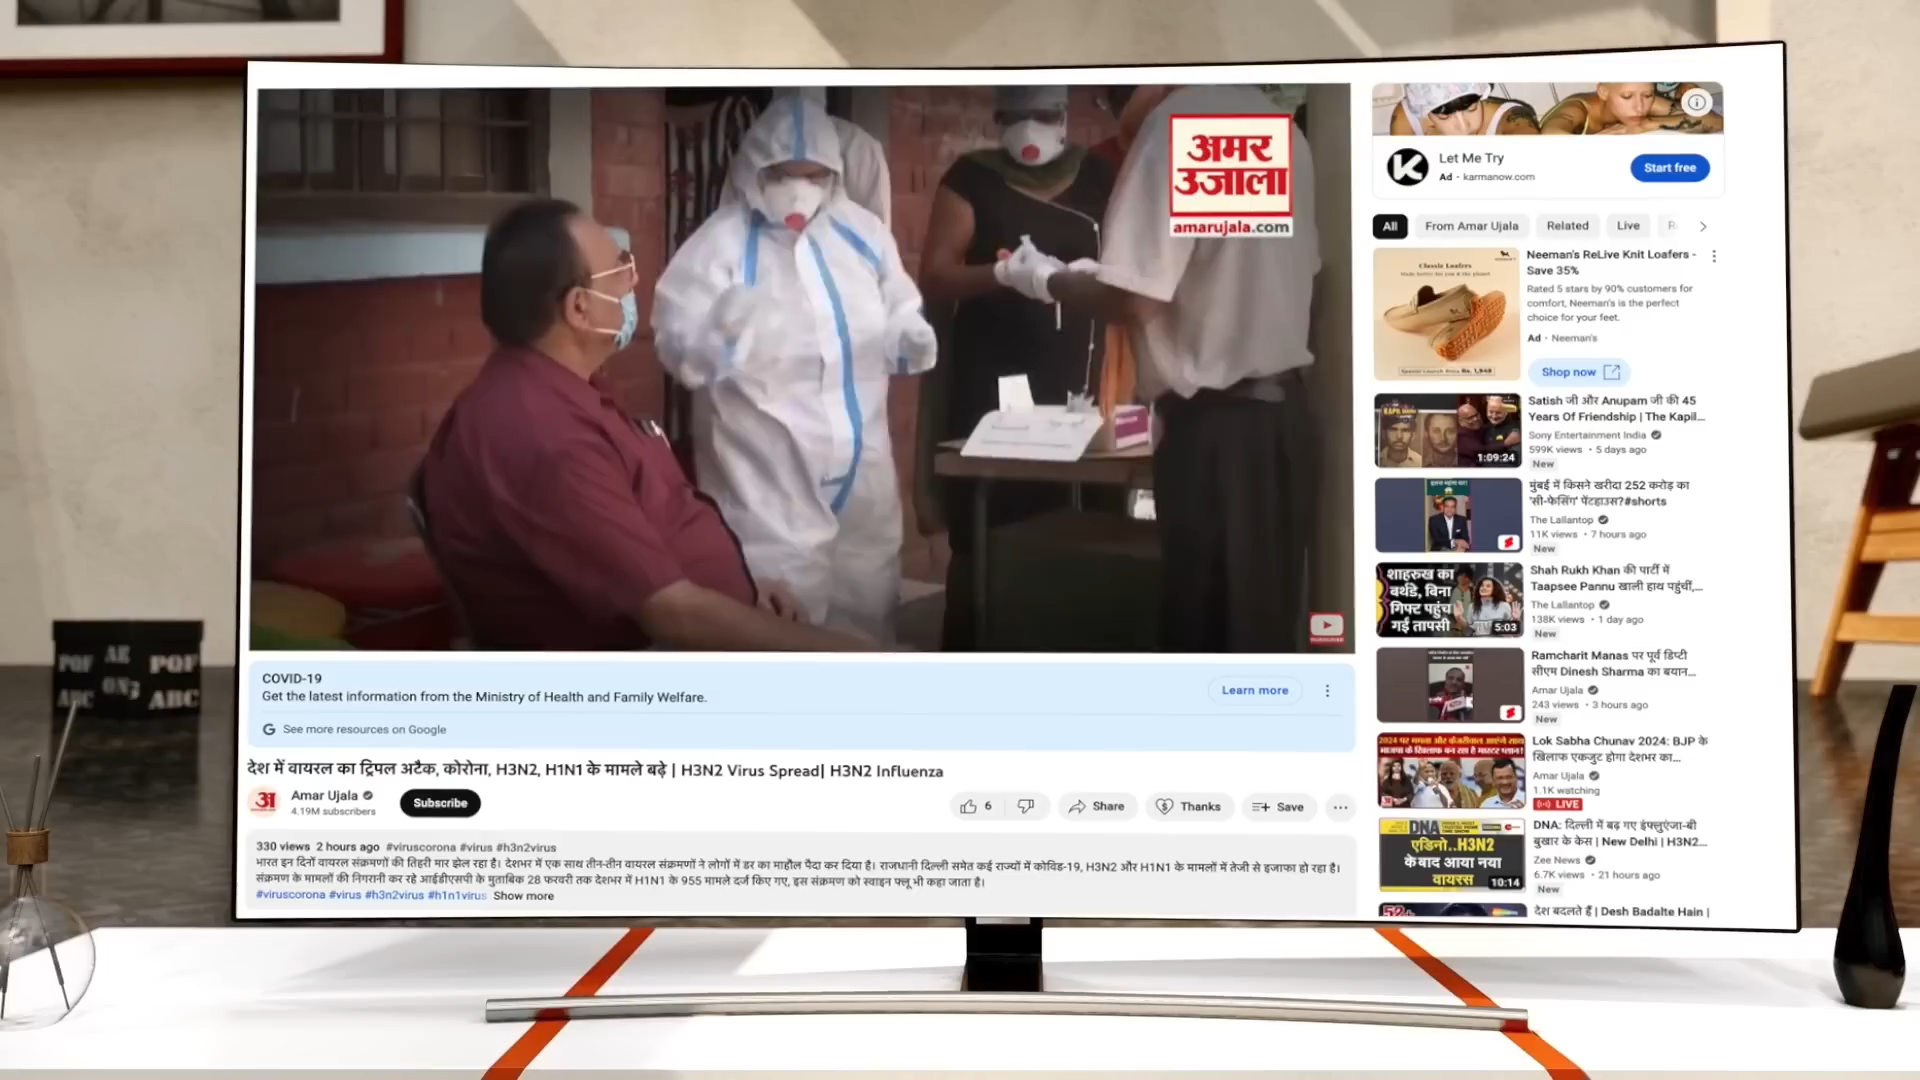 अमर
उजाला
amarujala.com
COVID-19
Get the latest information from the Ministry of Health and Family Welfare.
Learn more
See more resources on Google
देश में वायरल का ट्रिपल अटैक, कोरोना, H3N2, H1N1 के मामले बढ़े | H3N2 Virus Spread| H3N2 Influenza
Amar Ujala
4.19M subscribers
Subscribe
6
Share
Thanks
Save
330 views 2 hours ago #viruscorona #virus #h3n2virus
भारत इन दिनों वायरल संक्रमणों की तिहरी मार झेल रहा है। देशभर में एक साथ तीन-तीन वायरल संक्रमणों ने लोगों में डर का माहौल पैदा कर दिया है। राजधानी दिल्ली समेत कई राज्यों में कोविड-19, H3N2 और H1N1 के मामलों में तेजी से इजाफा हो रहा है।
संक्रमण के मामलों की निगरानी कर रहे आईडीएसपी के मुताबिक 28 फरवरी तक देशभर में H1N1 के 955 मामले दर्ज किए गए, इस संक्रमण को स्वाइन फ्लू भी कहा जाता है।
#viruscorona #virus #h3n2virus #h1n1virus Show more
Let Me Try
Ad · karmanow.com
Start free
All
From Amar Ujala
Related
Live
Classic Loafers
Neeman's ReLive Knit Loafers -
Save 35%
Rated 5 stars by 90% customers for
comfort, Neeman's is the perfect
choice for your feet.
Ad · Neeman's
Shop now
1:09:24
Satish जी और Anupam जी की 45
Years Of Friendship | The Kapil...
Sony Entertainment India
599K views • 5 days ago
New
मुंबई में किसने खरीदा 252 करोड़ का
'सी-फेसिंग' पेंटहाउस?#shorts
The Lallantop
11K views • 7 hours ago
New
शाहरुख का
बर्थडे, बिना
गिफ्ट पहुंच
गईं तापसी
5:03
Shah Rukh Khan की पार्टी में
Taapsee Pannu खाली हाथ पहुंचीं,...
The Lallantop
138K views • 1 day ago
New
Ramcharit Manas पर पूर्व डिप्टी
सीएम Dinesh Sharma का बयान...
Amar Ujala
243 views • 3 hours ago
New
Lok Sabha Chunav 2024: BJP के
खिलाफ एकजुट होगा देशभर का...
Amar Ujala
1.1K watching
LIVE
DNA
एडिनो..H3N2
के बाद आया नया
वायरस
10:14
DNA: दिल्ली में बढ़ गए इंफ्लुएंजा-बी
बुखार के केस | New Delhi | H3N2...
Zee News
6.7K views • 21 hours ago
New
देश बदलते हैं | Desh Badalte Hain |
POF AE POF
ABC ABC